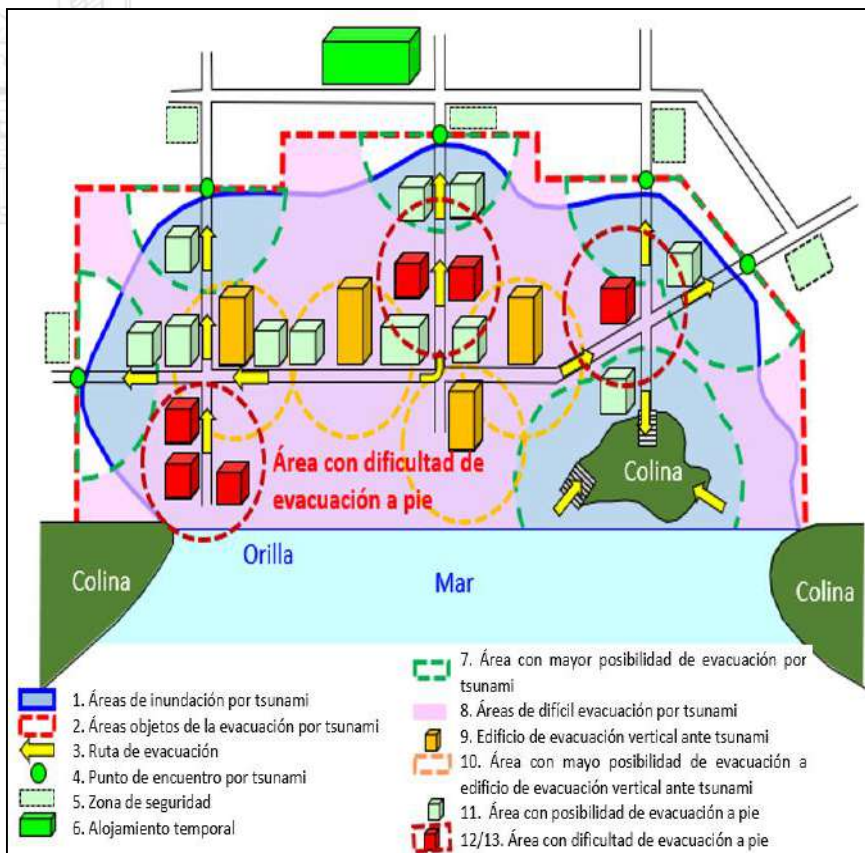 Área con dificultad de
evacuación a pie
Colina
Orilla
Mar
Colina
Colina
1. Áreas de inundación por tsunami
2. Áreas objetos de la evacuación por tsunami
3. Ruta de evacuación
4. Punto de encuentro por tsunami
5. Zona de seguridad
6. Alojamiento temporal
7. Área con mayor posibilidad de evacuación por
tsunami
8. Áreas de difícil evacuación por tsunami
9. Edificio de evacuación vertical ante tsunami
10. Área con mayo posibilidad de evacuación a
edificio de evacuación vertical ante tsunami
11. Área con posibilidad de evacuación a pie
12/13. Área con dificultad de evacuación a pie